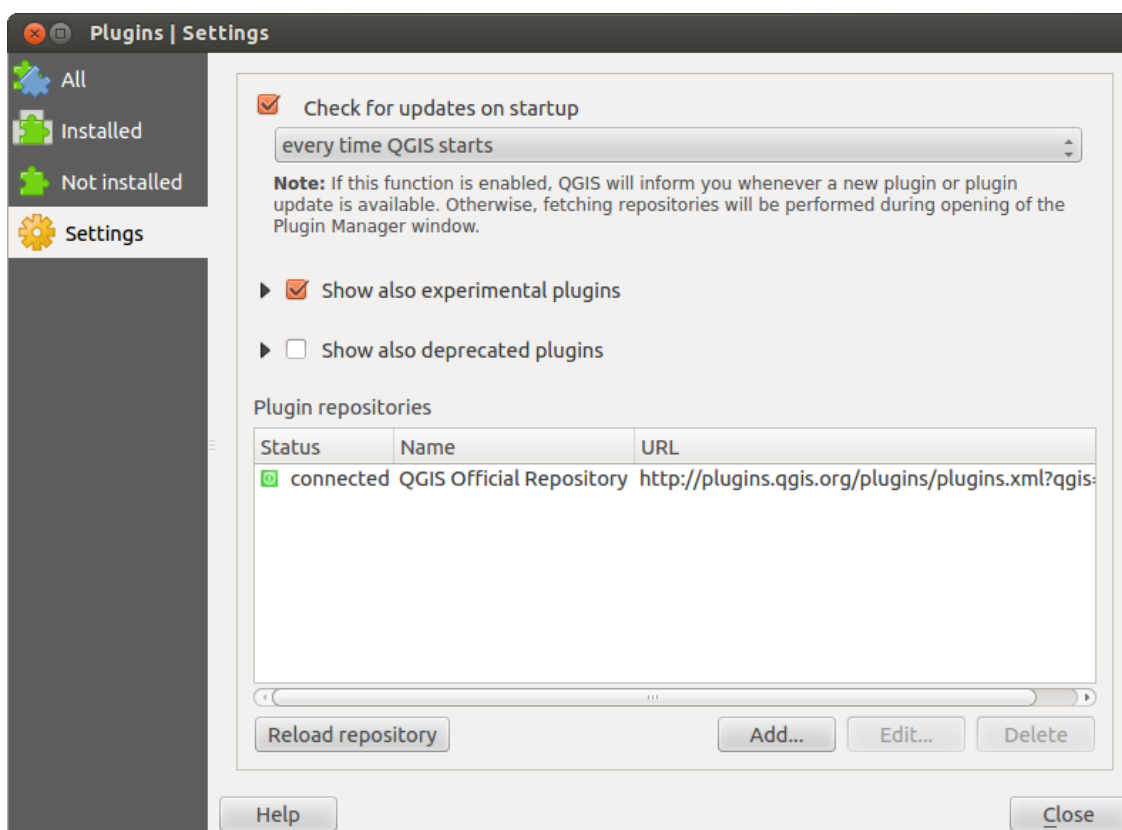 Plugins | Settings
All
Installed
Not installed
Settings
Check for updates on startup
every time QGIS starts
Note: If this function is enabled, QGIS will inform you whenever a new plugin or plugin
update is available. Otherwise, fetching repositories will be performed during opening of the
Plugin Manager window.
Show also experimental plugins
Show also deprecated plugins
Plugin repositories
Status Name URL
connected QGIS Official Repository http://plugins.qgis.org/plugins/plugins.xml?qgis=
Reload repository Add... Edit... Delete
Help Close